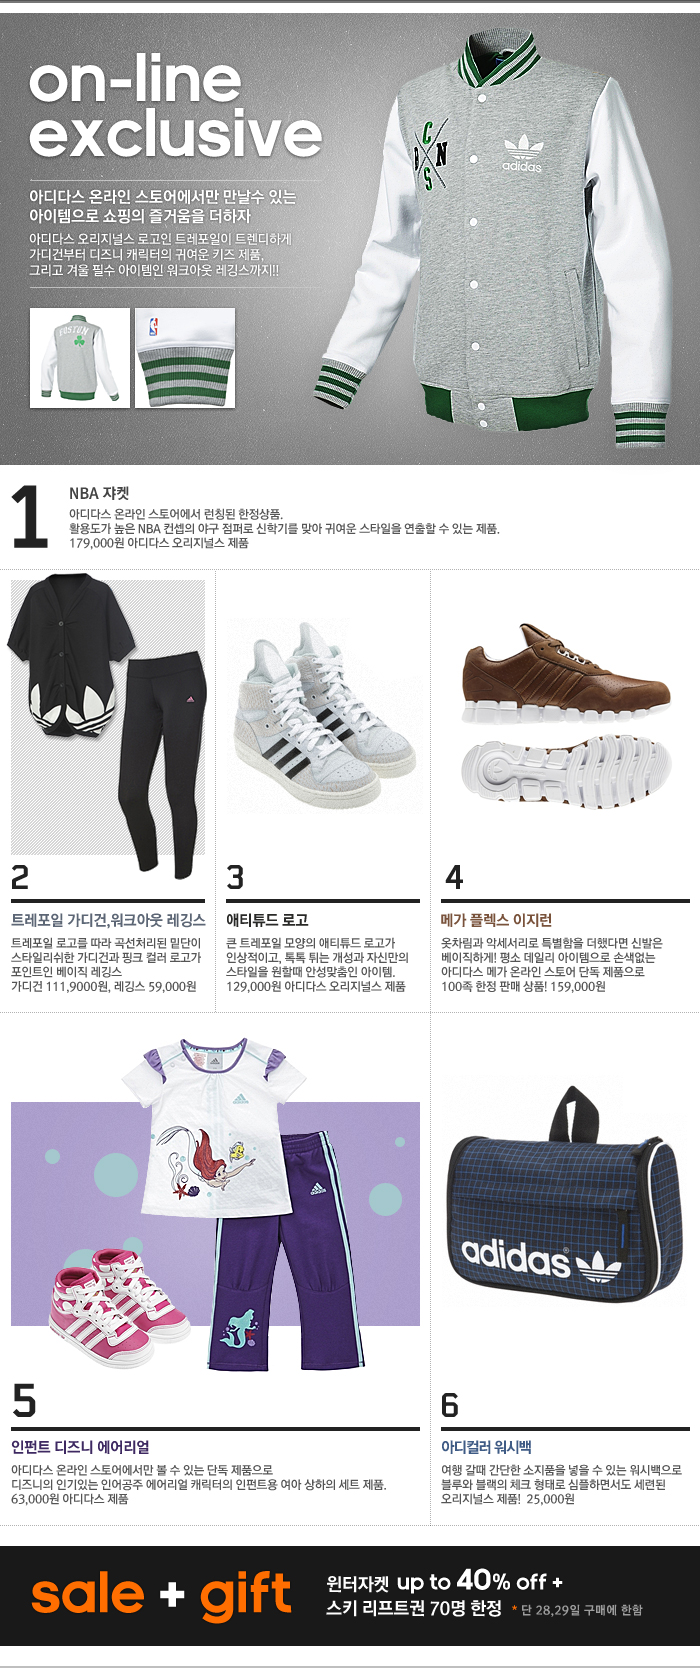 on-line
exclusive
아디다스 온라인 스토어에서만 만날수 있는
아이템으로 쇼핑의 즐거움을 더하자
아디다스 오리지널스 로고인 트레포일이 트렌디하게
가디건부터 디즈니 캐릭터의 귀여운 키즈 제품,
그리고 겨울 필수 아이템인 워크아웃 레깅스까지!!
C
B N
S
adidas
BOSTON
1
NBA 쟈켓
아디다스 온라인 스토어에서 런칭된 한정상품.
활용도가 높은 NBA 컨셉의 야구 점퍼로 신학기를 맞아 귀여운 스타일을 연출할 수 있는 제품.
179,000원 아디다스 오리지널스 제품
2
트레포일 가디건,워크아웃 레깅스
트레포일 로고를 따라 곡선처리된 밑단이
스타일리쉬한 가디건과 핑크 컬러 로고가
포인트인 베이직 레깅스
가디건 111,9000원, 레깅스 59,000원
3
애티튜드 로고
큰 트레포일 모양의 애티튜드 로고가
인상적이고, 톡톡 튀는 개성과 자신만의
스타일을 원할때 안성맞춤인 아이템.
129,000원 아디다스 오리지널스 제품
4
메가 플렉스 이지런
옷차림과 악세서리로 특별함을 더했다면 신발은
베이직하게! 평소 데일리 아이템으로 손색없는
아디다스 메가 온라인 스토어 단독 제품으로
100족 한정 판매 상품! 159,000원
5
인펀트 디즈니 에어리얼
아디다스 온라인 스토어에서만 볼 수 있는 단독 제품으로
디즈니의 인기있는 인어공주 에어리얼 캐릭터의 인펀트용 여아 상하의 세트 제품.
63,000원 아디다스 제품
adidas
6
아디컬러 워시백
여행 갈때 간단한 소지품을 넣을 수 있는 워시백으로
블루와 블랙의 체크 형태로 심플하면서도 세련된
오리지널스 제품! 25,000원
sale + gift
윈터자켓 up to 40% off +
스키 리프트권 70명 한정 * 단 28,29일 구매에 한함